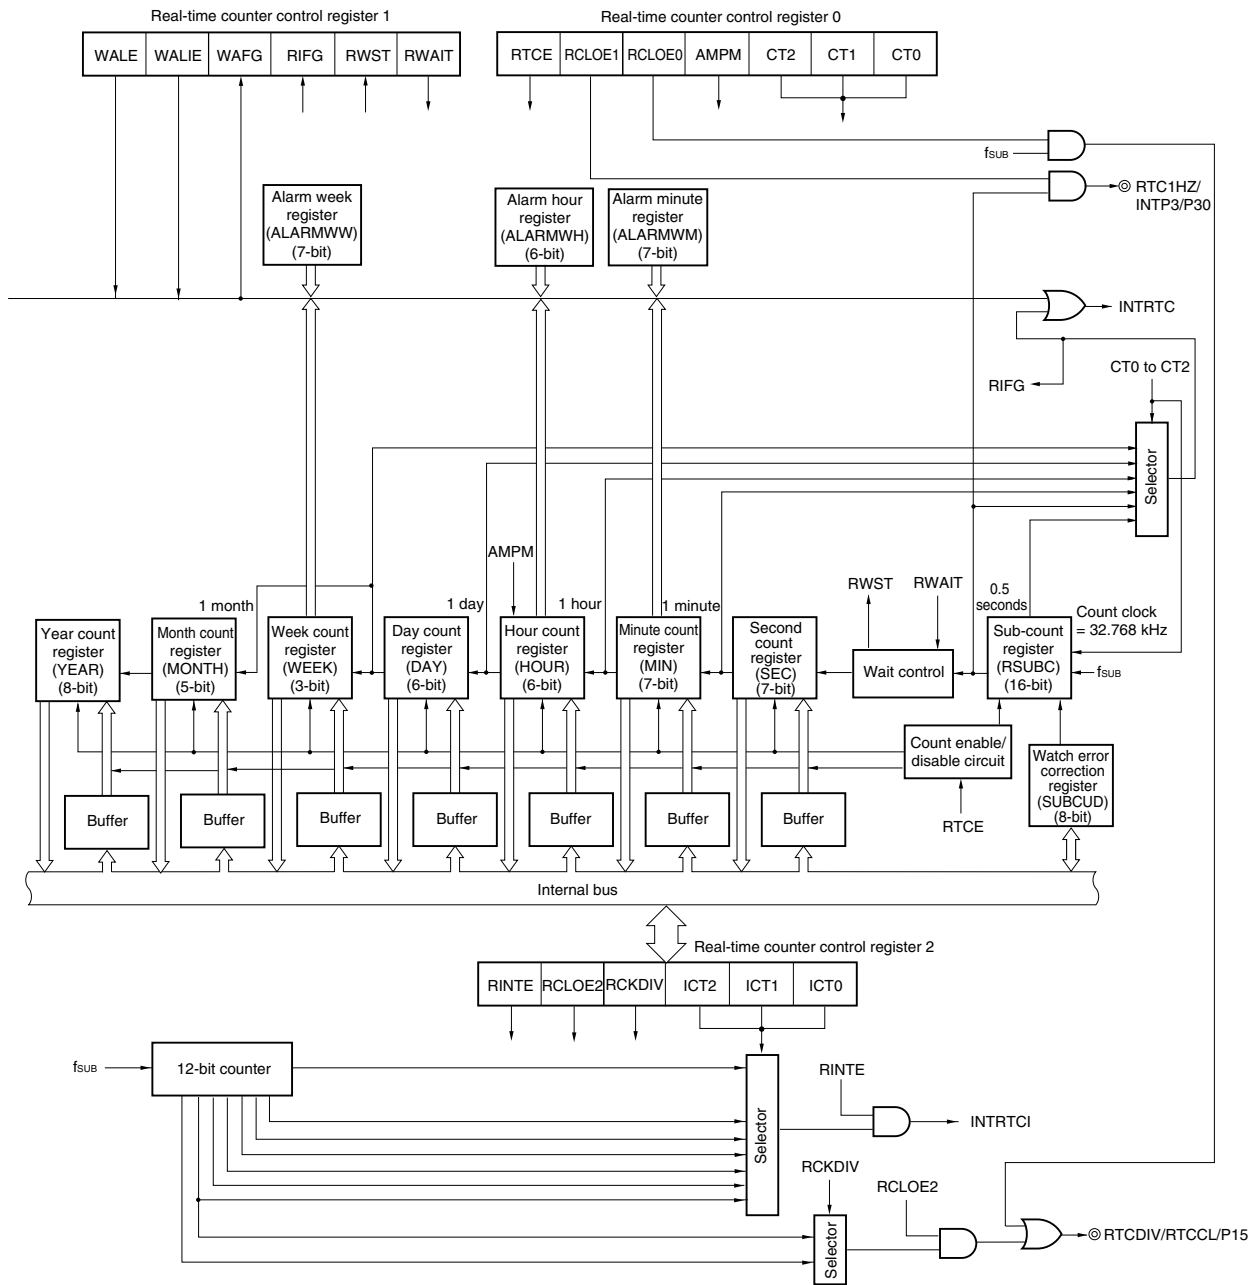 Real-time counter control register 1
Real-time counter control register 0
WALE WALIE WAFG RIFG RWST RWAIT
RTCE RCLOE1 RCLOE0 AMPM CT2 CT1 CT0
fSUB
RTC1HZ/
INTP3/P30
Alarm week
register
(ALARMWW)
(7-bit)
Alarm hour
register
(ALARMWH)
(6-bit)
Alarm minute
register
(ALARMWM)
(7-bit)
INTRTC
RIFG
CT0 to CT2
Selector
AMPM
RWST
RWAIT
0.5
seconds
Count clock
= 32.768 kHz
1 month
1 day
1 hour
1 minute
Year count
register
(YEAR)
(8-bit)
Month count
register
(MONTH)
(5-bit)
Week count
register
(WEEK)
(3-bit)
Day count
register
(DAY)
(6-bit)
Hour count
register
(HOUR)
(6-bit)
Minute count
register
(MIN)
(7-bit)
Second
count
register
(SEC)
(7-bit)
Wait control
Sub-count
register
(RSUBC)
(16-bit)
fSUB
Count enable/
disable circuit
RTCE
Watch error
correction
register
(SUBCUD)
(8-bit)
Buffer
Buffer
Buffer
Buffer
Buffer
Buffer
Buffer
Internal bus
Real-time counter control register 2
RINTE RCLOE2 RCKDIV ICT2 ICT1 ICT0
fSUB
12-bit counter
Selector
RINTE
INTRTCI
RCKDIV
Selector
RCLOE2
RTCDIV/RTCCL/P15